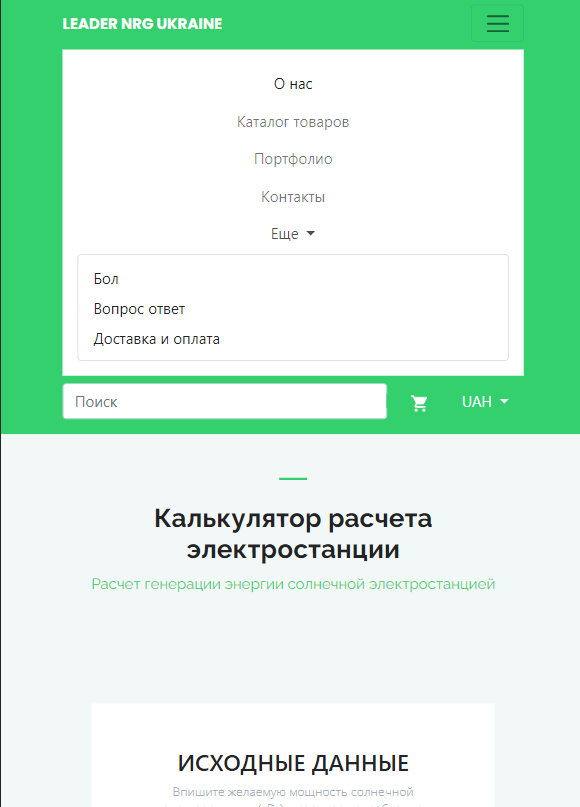 LEADER NRG UKRAINE
О нас
Каталог товаров
Портфолио
Контакты
Еще
Бол
Вопрос ответ
Доставка и оплата
Поиск
UAH
Калькулятор расчета
электростанции
Расчет генерации энергии солнечной электростанцией
ИСХОДНЫЕ ДАННЫЕ
Впишите желаемую мощность солнечной